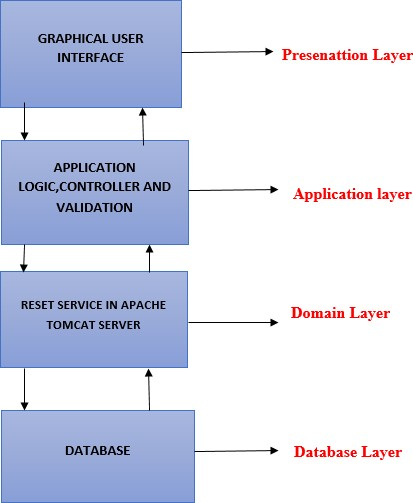 GRAPHICAL USER
INTERFACE
Presenattion Layer
APPLICATION
LOGIC,CONTROLLER AND
VALIDATION
Application layer
RESET SERVICE IN APACHE
TOMCAT SERVER
Domain Layer
DATABASE
Database Layer